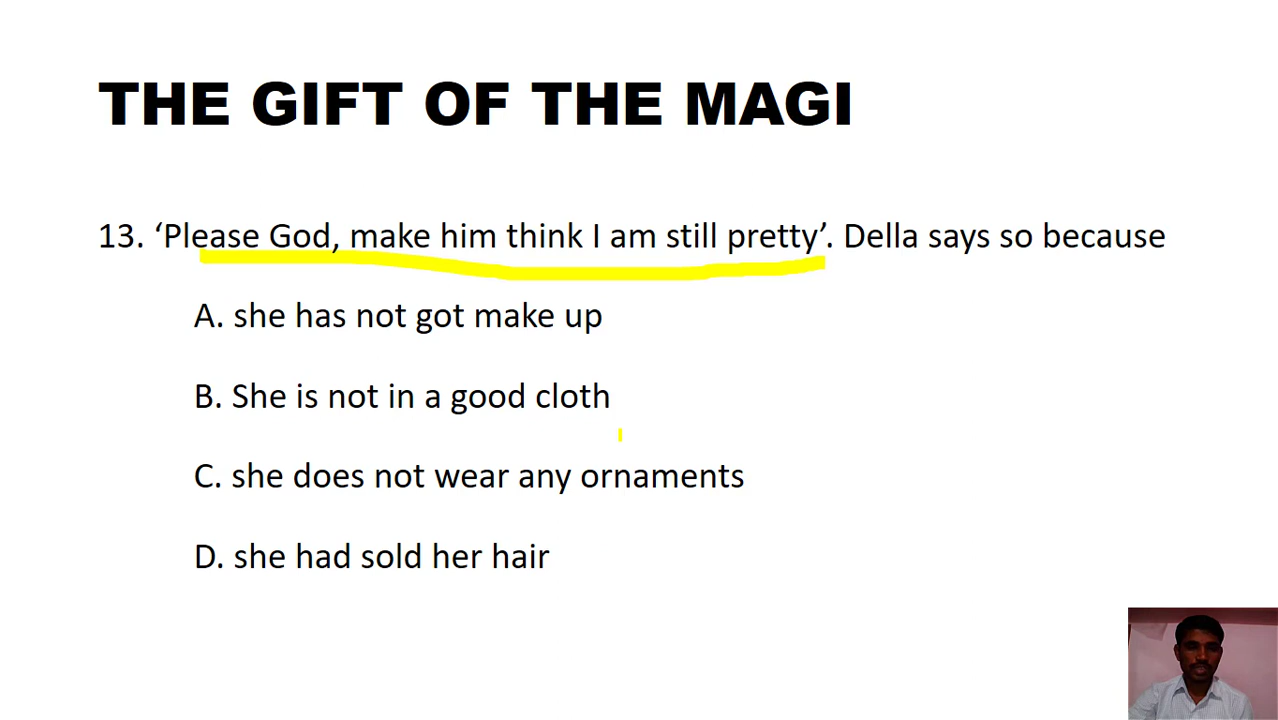 THE GIFT OF THE MAGI
13. ‘Please God, make him think I am still pretty’. Della says so because
A. she has not got make up
B. She is not in a good cloth
C. she does not wear any ornaments
D. she had sold her hair